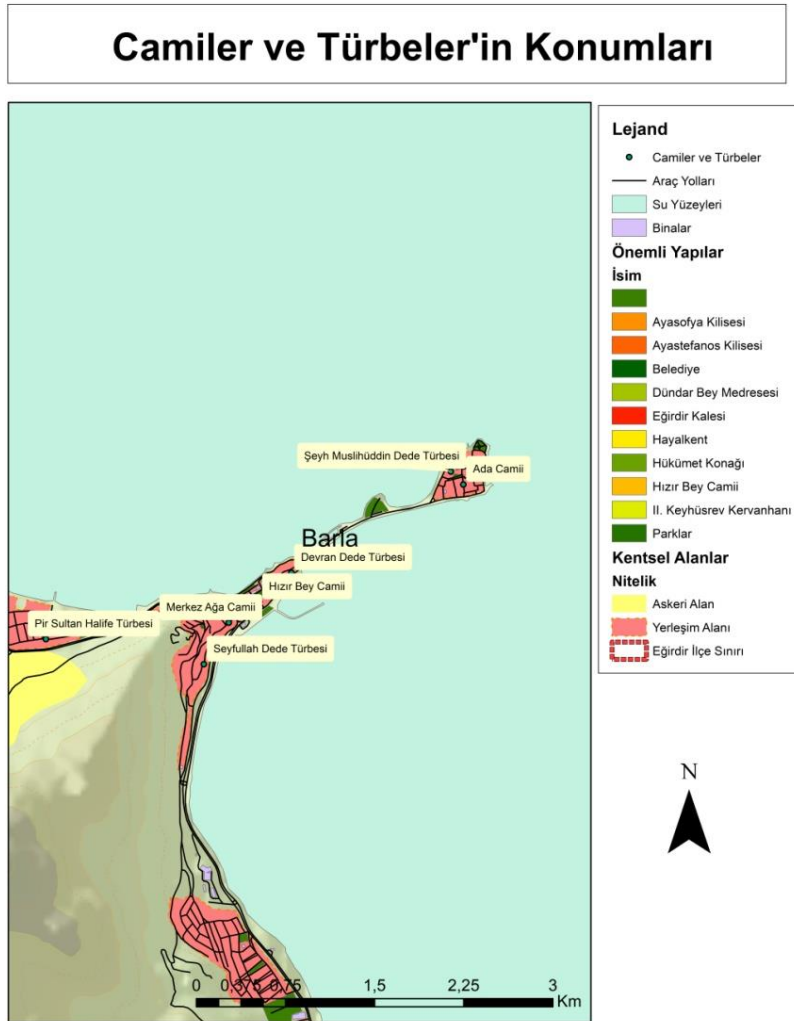 Camiler ve Türbeler'in Konumları
Şeyh Muslihüddin Dede Türbesi
Ada Camii
Barla
Devran Dede Türbesi
Hızır Bey Camii
Merkez Ağa Camii
Pir Sultan Halife Türbesi
Seyfullah Dede Türbesi
0 0,375 0,75 1,5 2,25 3
Km
Lejand
Camiler ve Türbeler
Araç Yolları
Su Yüzeyleri
Binalar
Önemli Yapılar
İsim
Ayasofya Kilisesi
Ayastefanos Kilisesi
Belediye
Dündar Bey Medresesi
Eğirdir Kalesi
Hayalkent
Hükümet Konağı
Hızır Bey Camii
II. Keyhüsrev Kervanhanı
Parklar
Kentsel Alanlar
Nitelik
Askeri Alan
Yerleşim Alanı
Eğirdir İlçe Sınırı
N